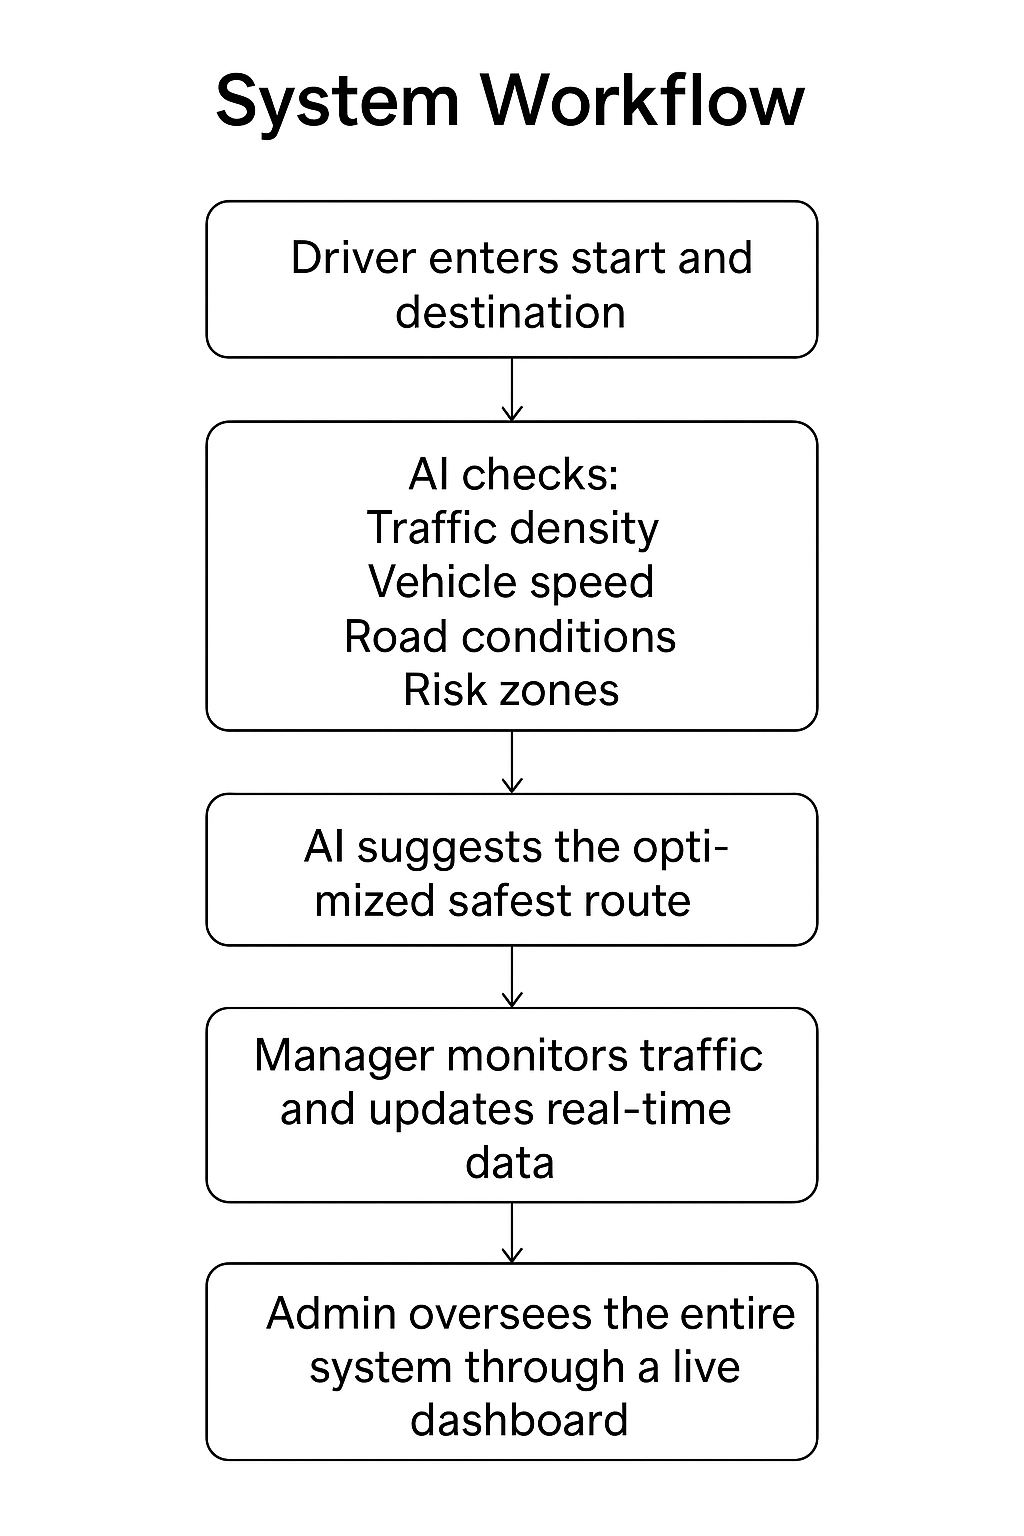 System Workflow
Driver enters start and
destination
AI checks:
Traffic density
Vehicle speed
Road conditions
Risk zones
AI suggests the opti-
mized safest route
Manager monitors traffic
and updates real-time
data
Admin oversees the entire
system through a live
dashboard